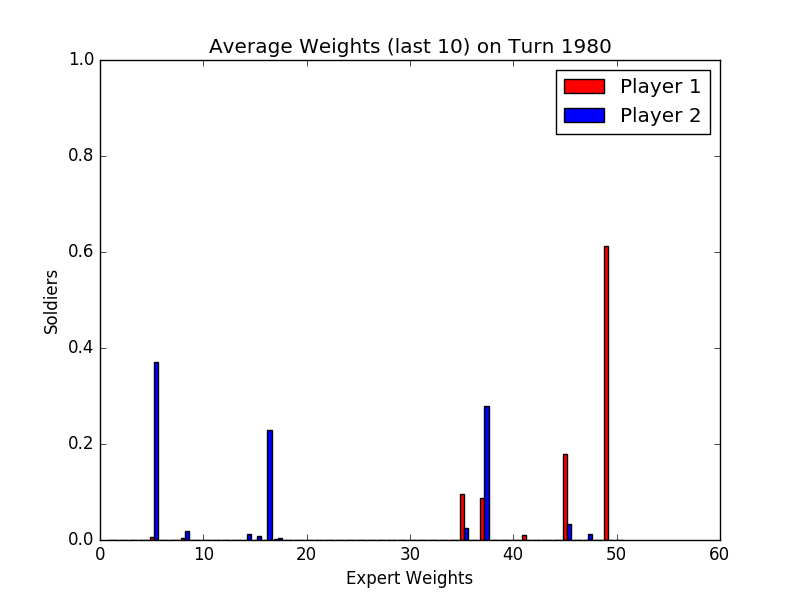 Average Weights (last 10) on Turn 1980
Player 1
Player 2
1.0
0.8
0.6
0.4
0.2
0.0
Soldiers
0 10 20 30 40 50 60
Expert Weights